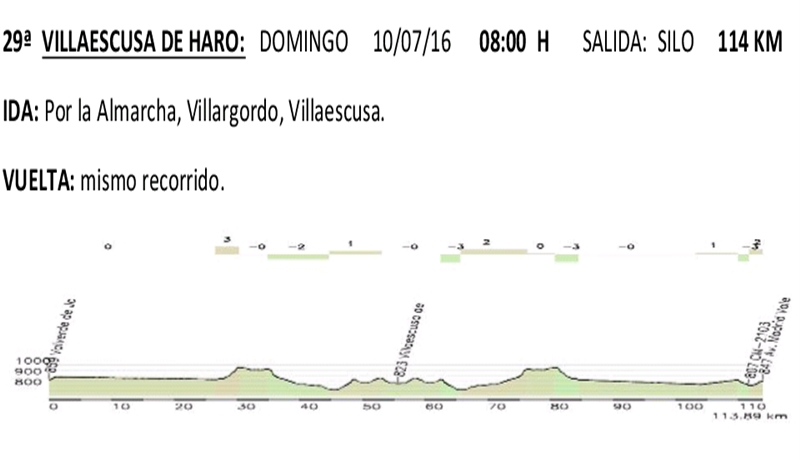 29ª VILLAESCUSA DE HARO: DOMINGO 10/07/16 08:00 H SALIDA: SILO 114 KM
IDA: Por la Almarcha, Villargordo, Villaescusa.
VUELTA: mismo recorrido.
0 3 -0 -2 1 -0 -3 2 0 -3 -0 1
Valverde de Jc
823 Villaescusa de
807 CM-2103
847 Av. Madrid Vale
1000
900
800
0 10 20 30 40 50 60 70 80 90 100 110
113.89 km